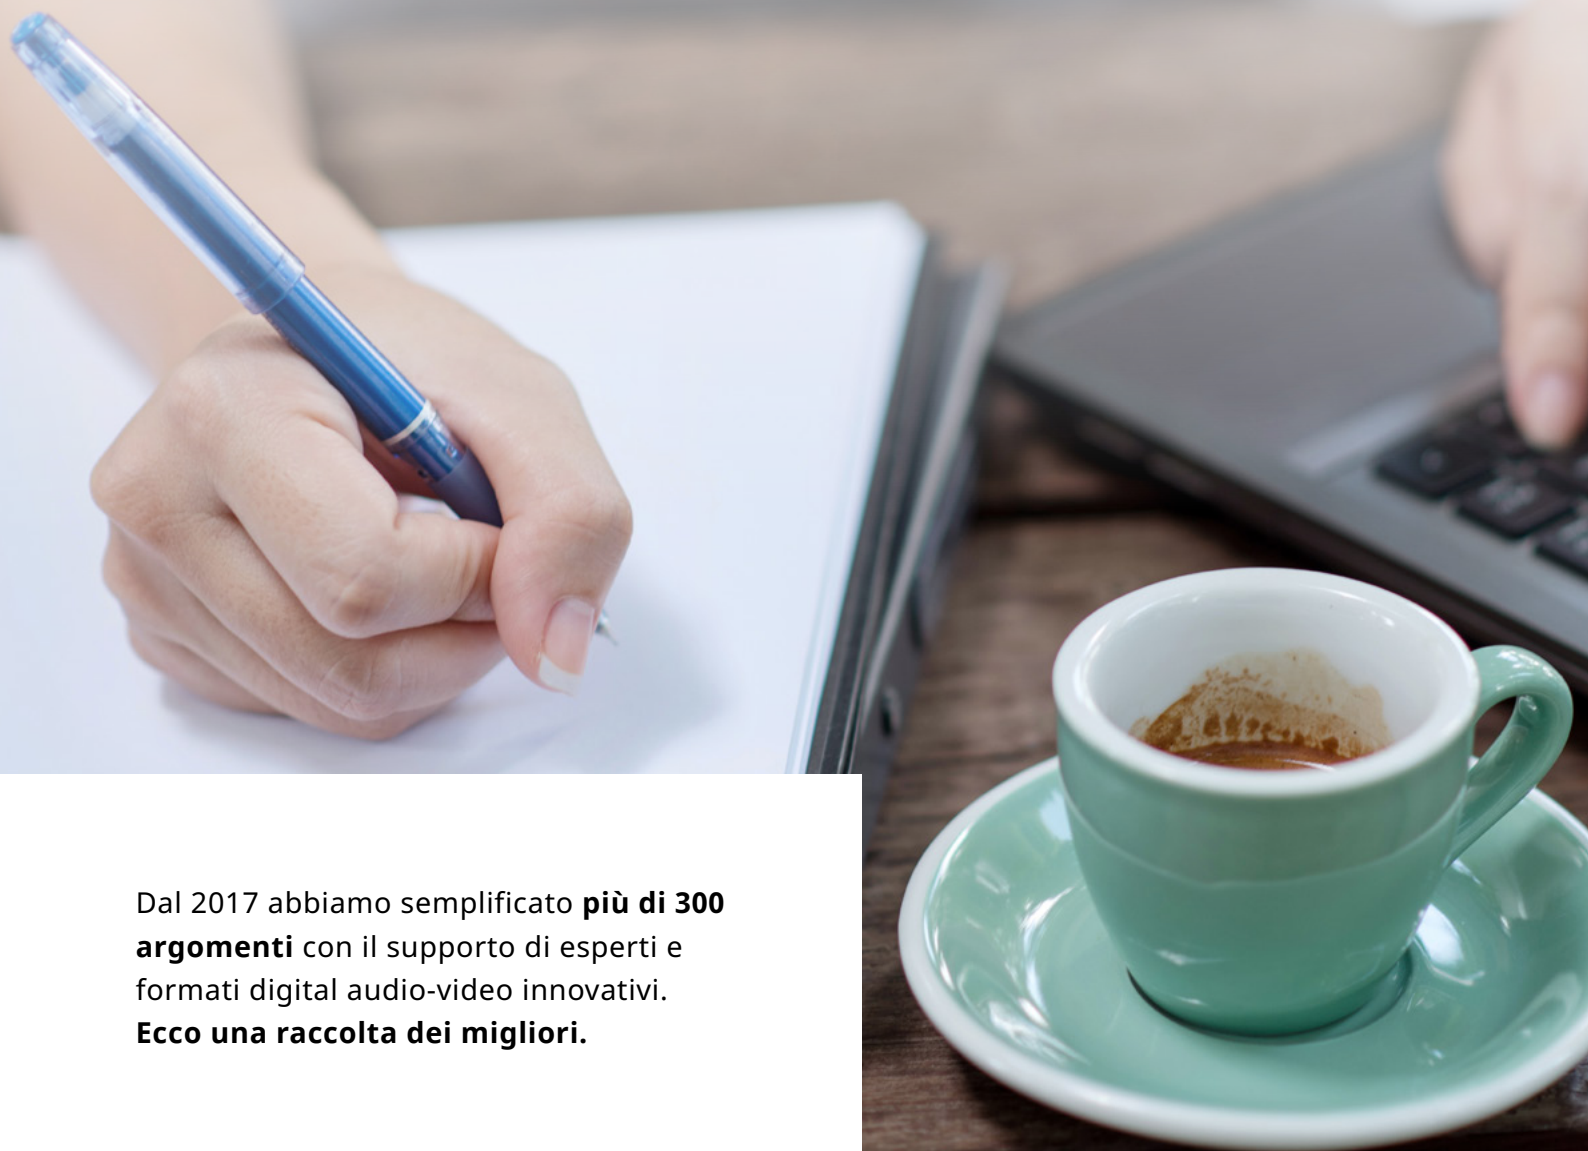 Dal 2017 abbiamo semplificato più di 300
argomenti con il supporto di esperti e
formati digital audio-video innovativi.
Ecco una raccolta dei migliori.